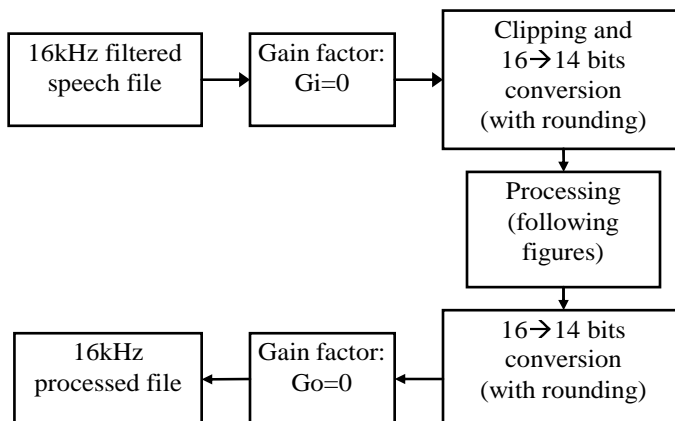 16kHz filtered
speech file
Gain factor:
Gi=0
Clipping and
16→14 bits
conversion
(with rounding)
Processing
(following
figures)
16→14 bits
conversion
(with rounding)
Gain factor:
Go=0
16kHz
processed file